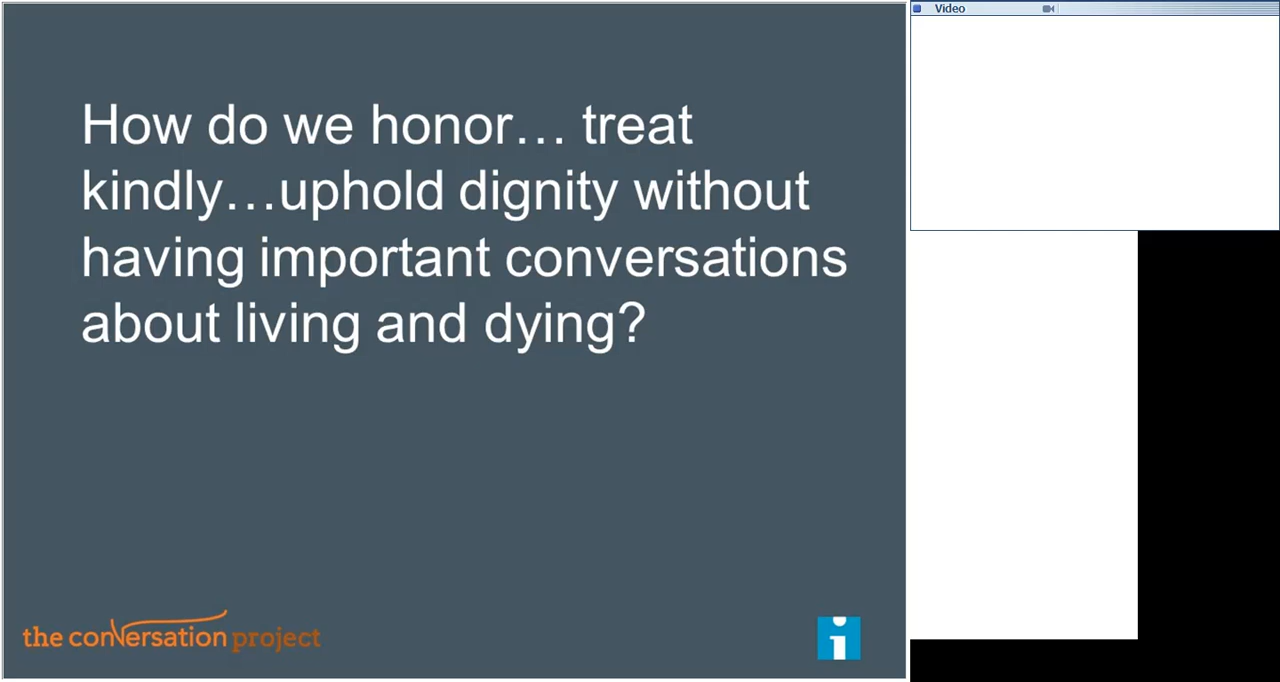 Video
How do we honor… treat
kindly…uphold dignity without
having important conversations
about living and dying?
the conversation project
i